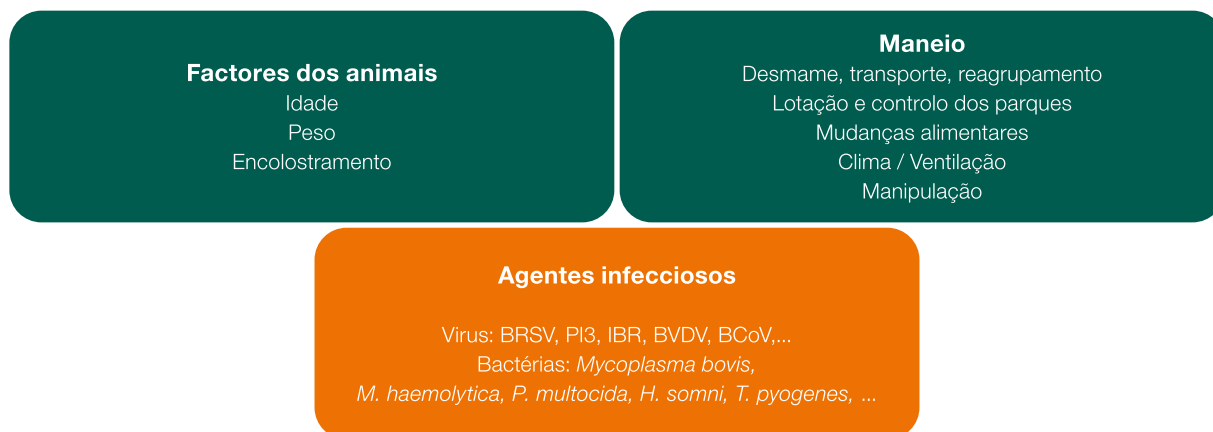 Factores dos animais
Idade
Peso
Encolostramento
Maneio
Desmame, transporte, reagrupamento
Lotação e controlo dos parques
Mudanças alimentares
Clima / Ventilação
Manipulação
Agentes infecciosos
Virus: BRSV, PI3, IBR, BVDV, BCoV,...
Bactérias: Mycoplasma bovis,
M. haemolytica, P. multocida, H. somni, T. pyogenes, ...